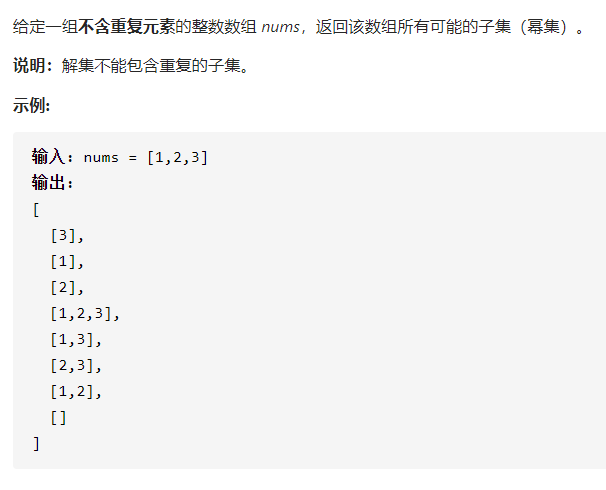 给定一组不含重复元素的整数数组 nums，返回该数组所有可能的子集（幂集）。
说明：解集不能包含重复的子集。
示例:
输入：nums = [1,2,3]
输出：
[
  [3],
  [1],
  [2],
  [1,2,3],
  [1,3],
  [2,3],
  [1,2],
  []
]